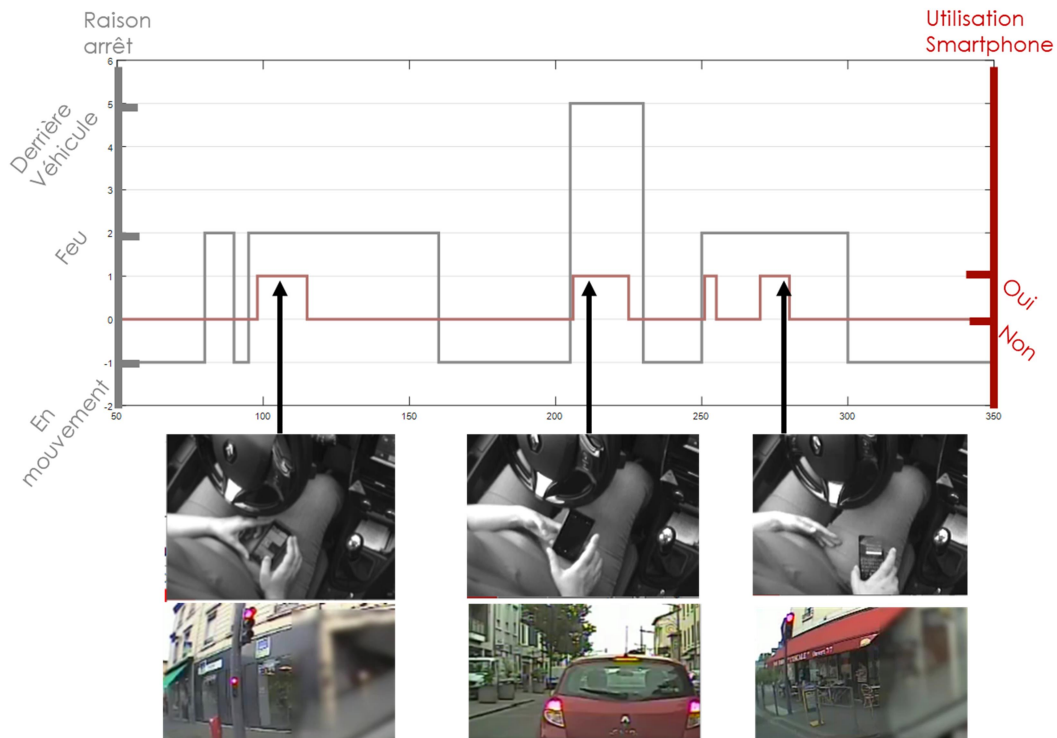 Raison
arrêt
Utilisation
Smartphone
6
5
4
3
2
1
0
-1
-2
Derrière
Véhicule
Feu
En
mouvement
Oui
Non
50
100
150
200
250
300
350